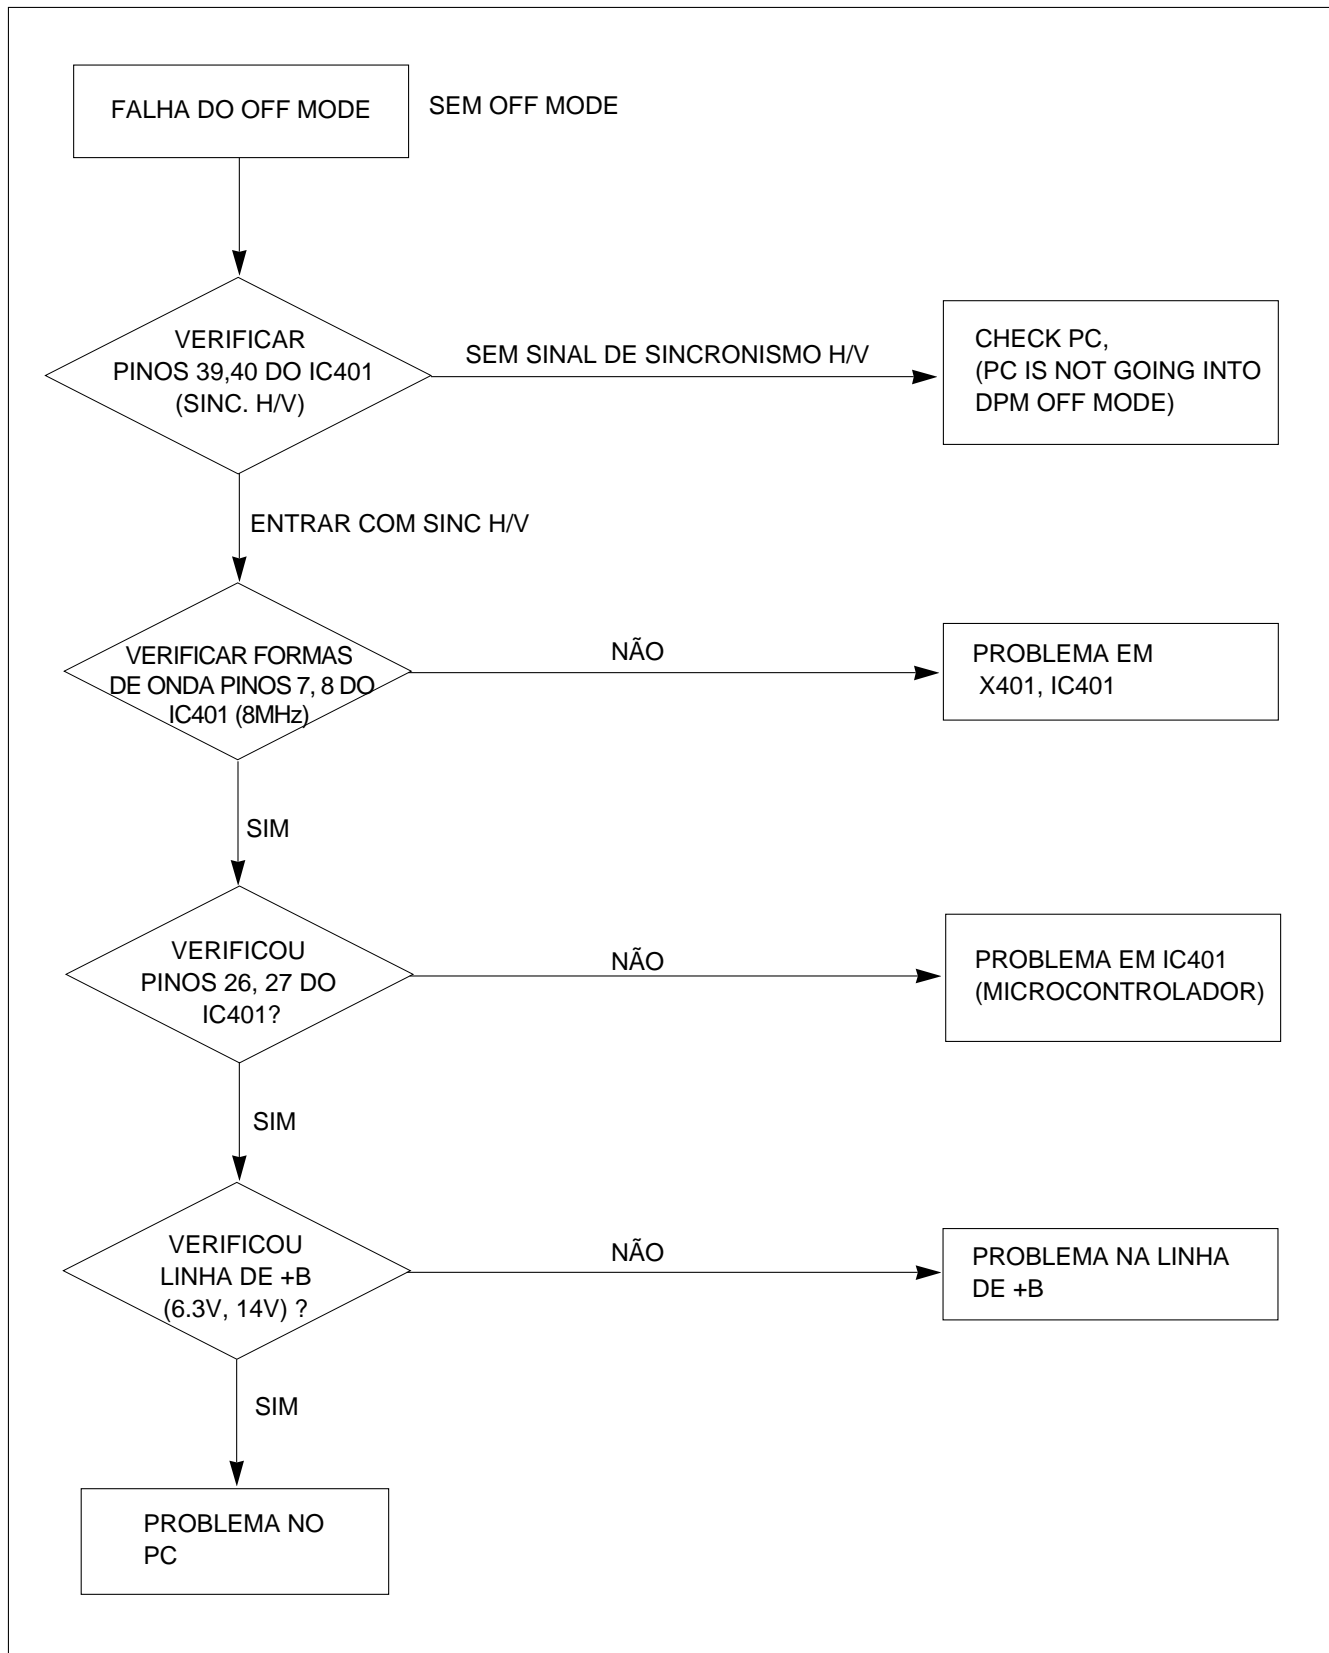 FALHA DO OFF MODE
SEM OFF MODE
VERIFICAR
PINOS 39,40 DO IC401
(SINC. H/V)
SEM SINAL DE SINCRONISMO H/V
CHECK PC,
(PC IS NOT GOING INTO
DPM OFF MODE)
ENTRAR COM SINC H/V
VERIFICAR FORMAS
DE ONDA PINOS 7, 8 DO
IC401 (8MHz)
NÃO
PROBLEMA EM
X401, IC401
SIM
VERIFICOU
PINOS 26, 27 DO
IC401?
NÃO
PROBLEMA EM IC401
(MICROCONTROLADOR)
SIM
VERIFICOU
LINHA DE +B
(6.3V, 14V) ?
NÃO
PROBLEMA NA LINHA
DE +B
SIM
PROBLEMA NO
PC